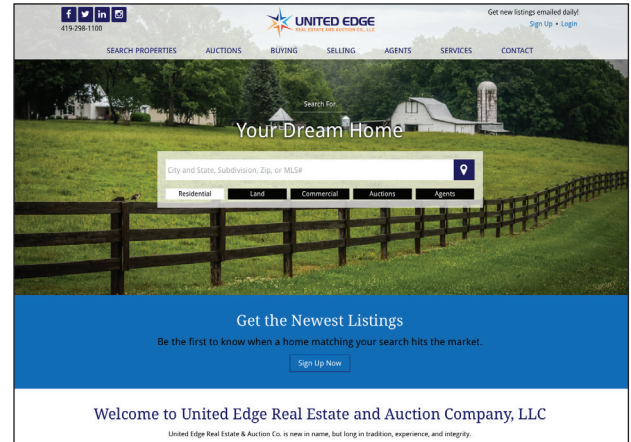 Get new listings emailed daily!
419-298-1100
Sign Up • Login
UNITED EDGE
REAL ESTATE AND AUCTION CO., LLC
SEARCH PROPERTIES AUCTIONS BUYING SELLING AGENTS SERVICES CONTACT
Search For...
Your Dream Home
City and State, Subdivision, Zip, or MLS#
Residential Land Commercial Auctions Agents
Get the Newest Listings
Be the first to know when a home matching your search hits the market.
Sign Up Now
Welcome to United Edge Real Estate and Auction Company, LLC
United Edge Real Estate & Auction Co. is new in name, but long in tradition, experience, and integrity.